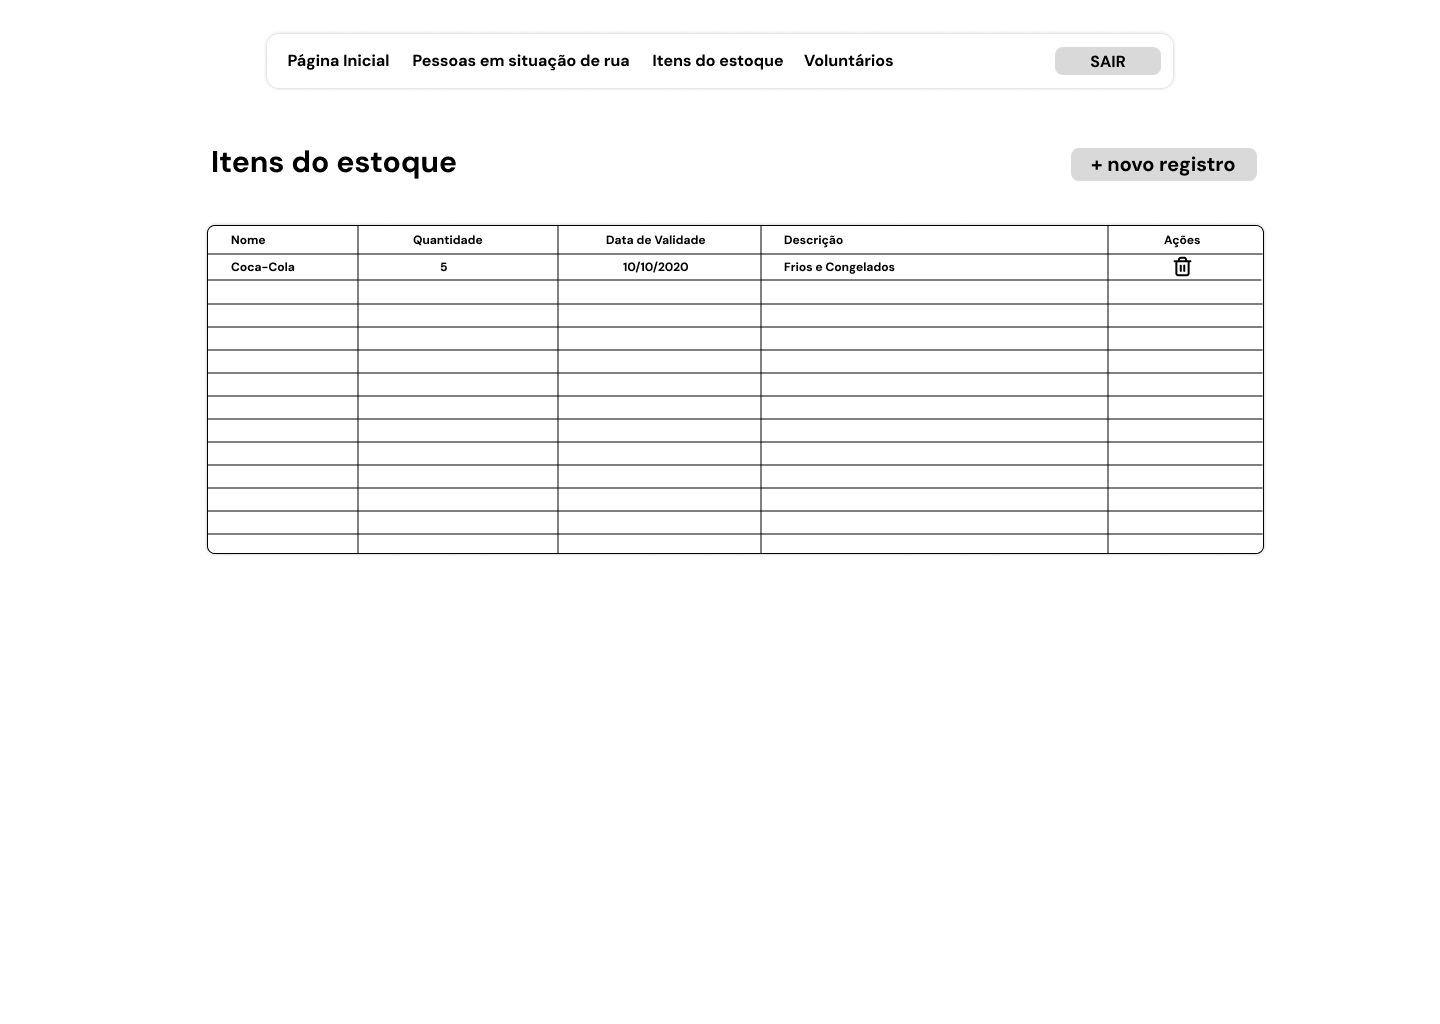 Página Inicial Pessoas em situação de rua Itens do estoque Voluntários SAIR
Itens do estoque + novo registro
Nome Quantidade Data de Validade Descrição Ações
Coca-Cola 5 10/10/2020 Frios e Congelados